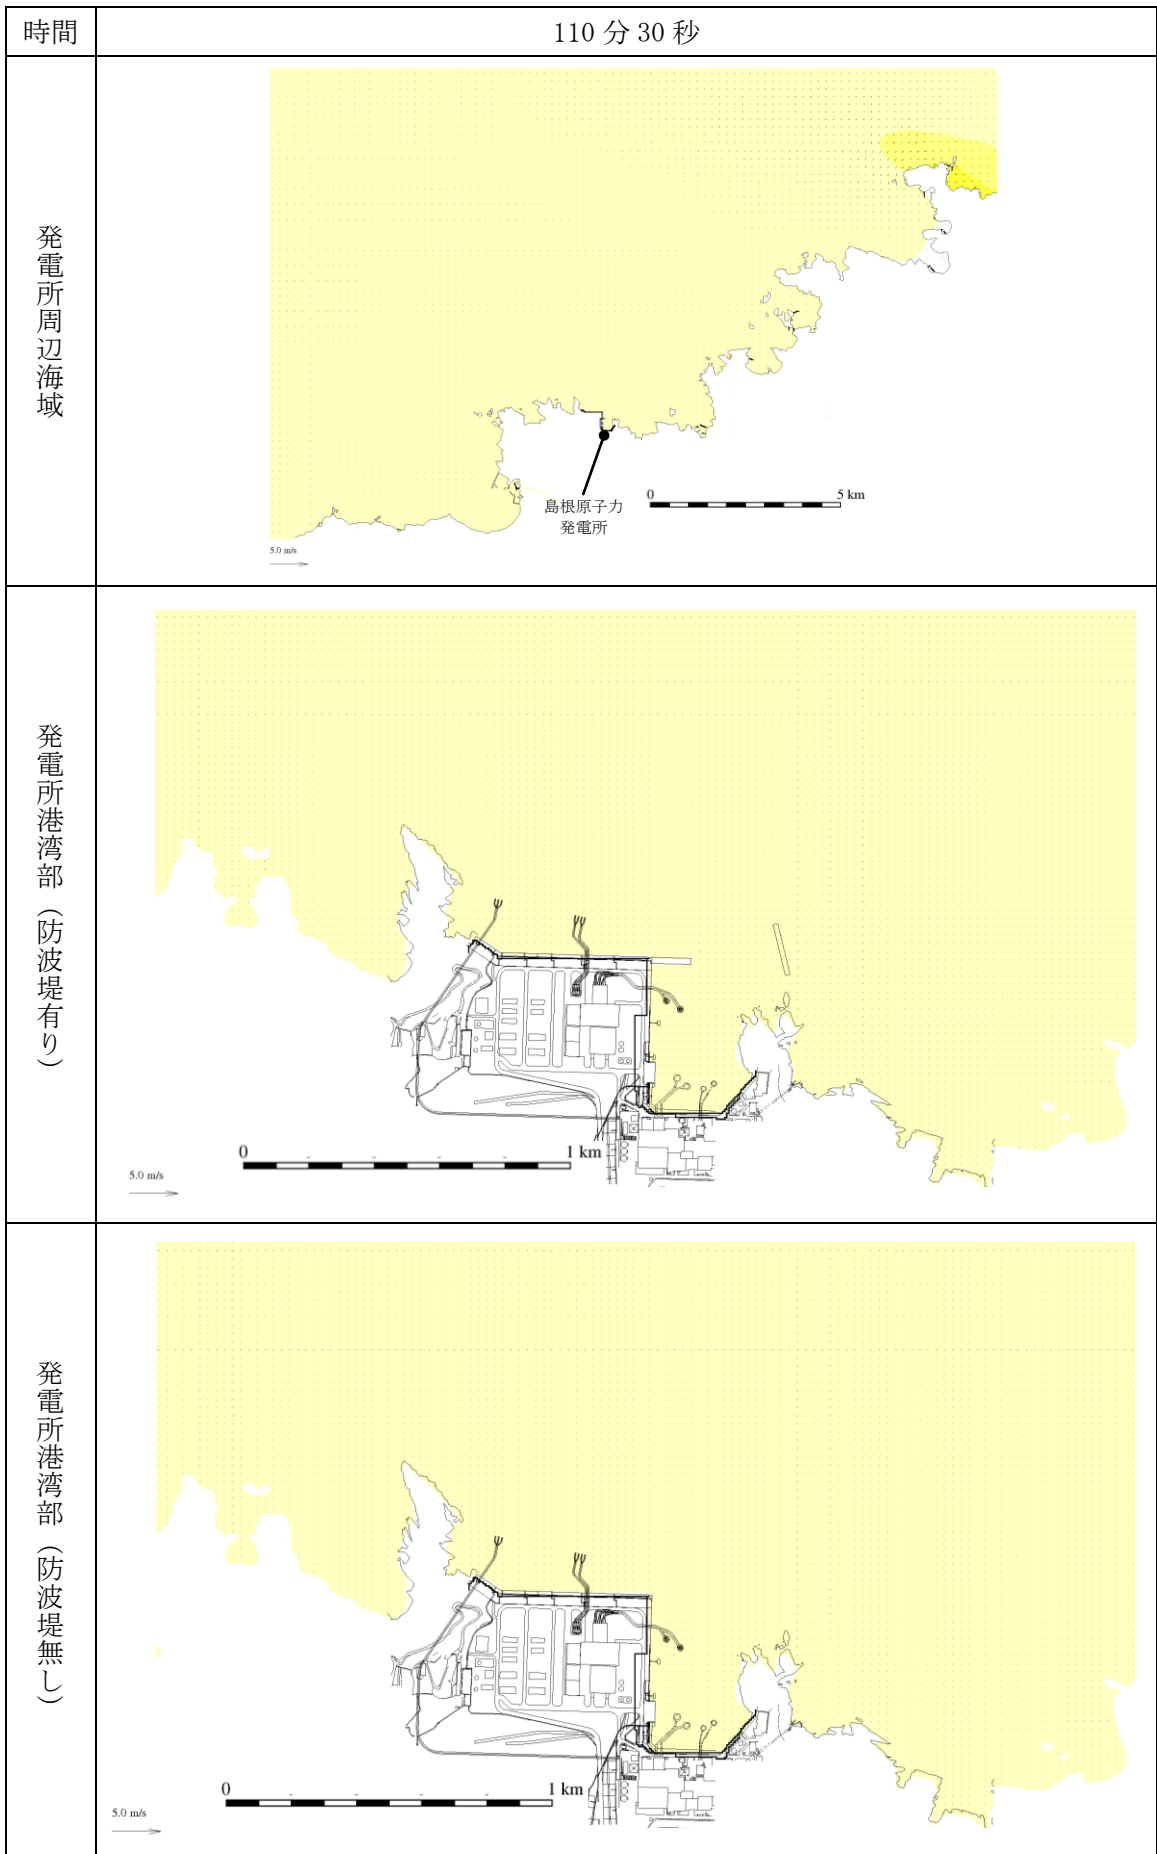 時間
110 分 30 秒
発電所周辺海域
島根原子力
発電所
0
5 km
5.0 m/s
発電所港湾部（防波堤有り）
0
1 km
5.0 m/s
発電所港湾部（防波堤無し）
0
1 km
5.0 m/s